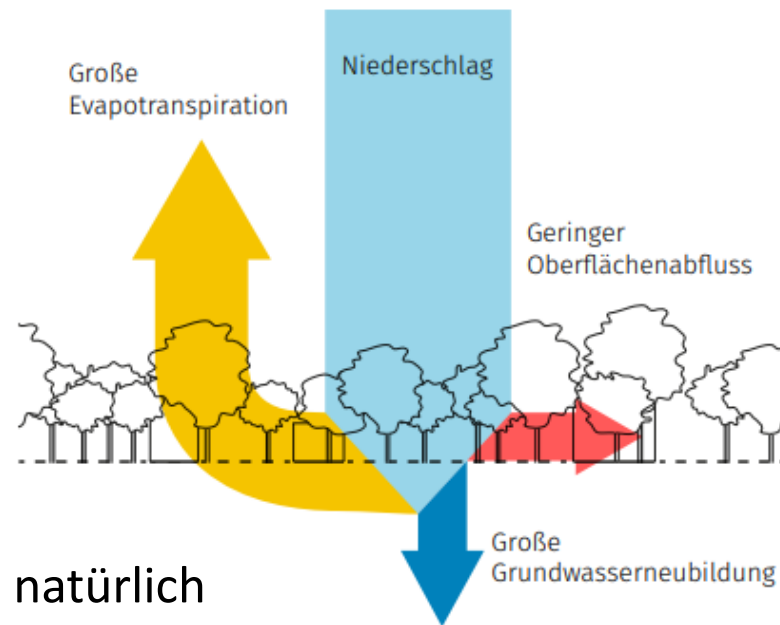 Große
Evapotranspiration
Niederschlag
Geringer
Oberflächenabfluss
Große
Grundwasserneubildung
natürlich